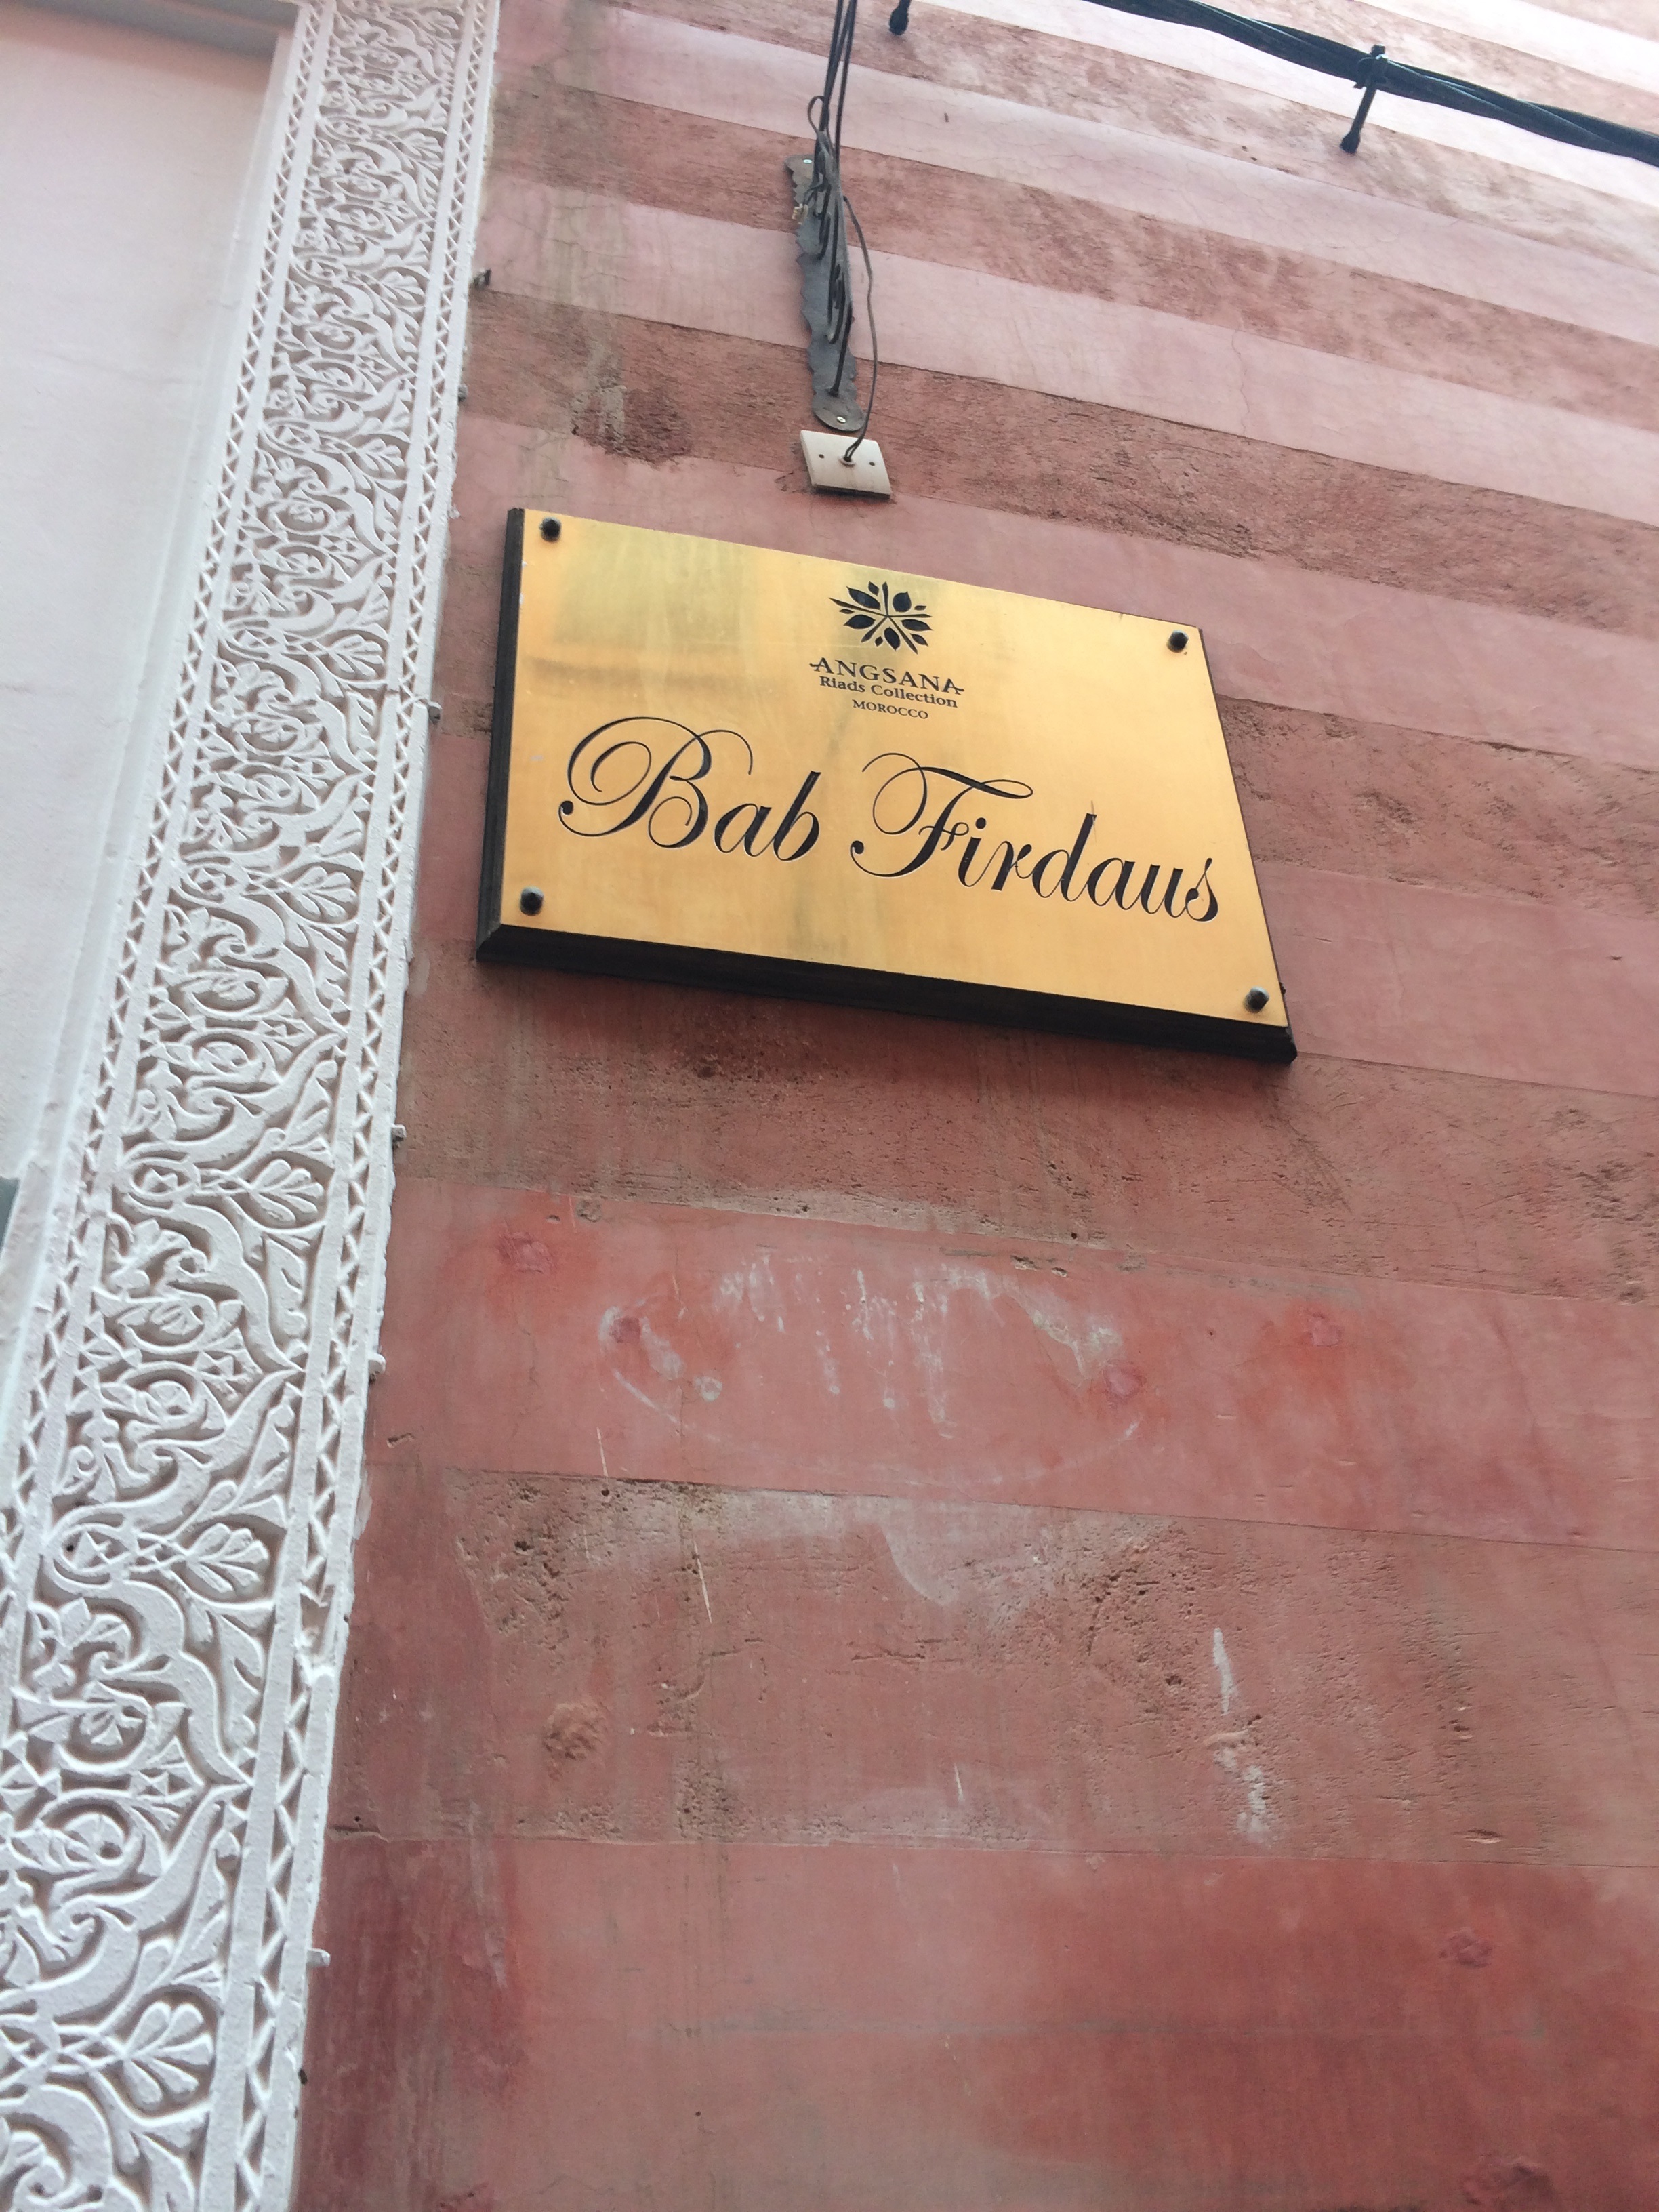 ANGSANA
Riads Collection
MOROCCO
Bab Firdaus